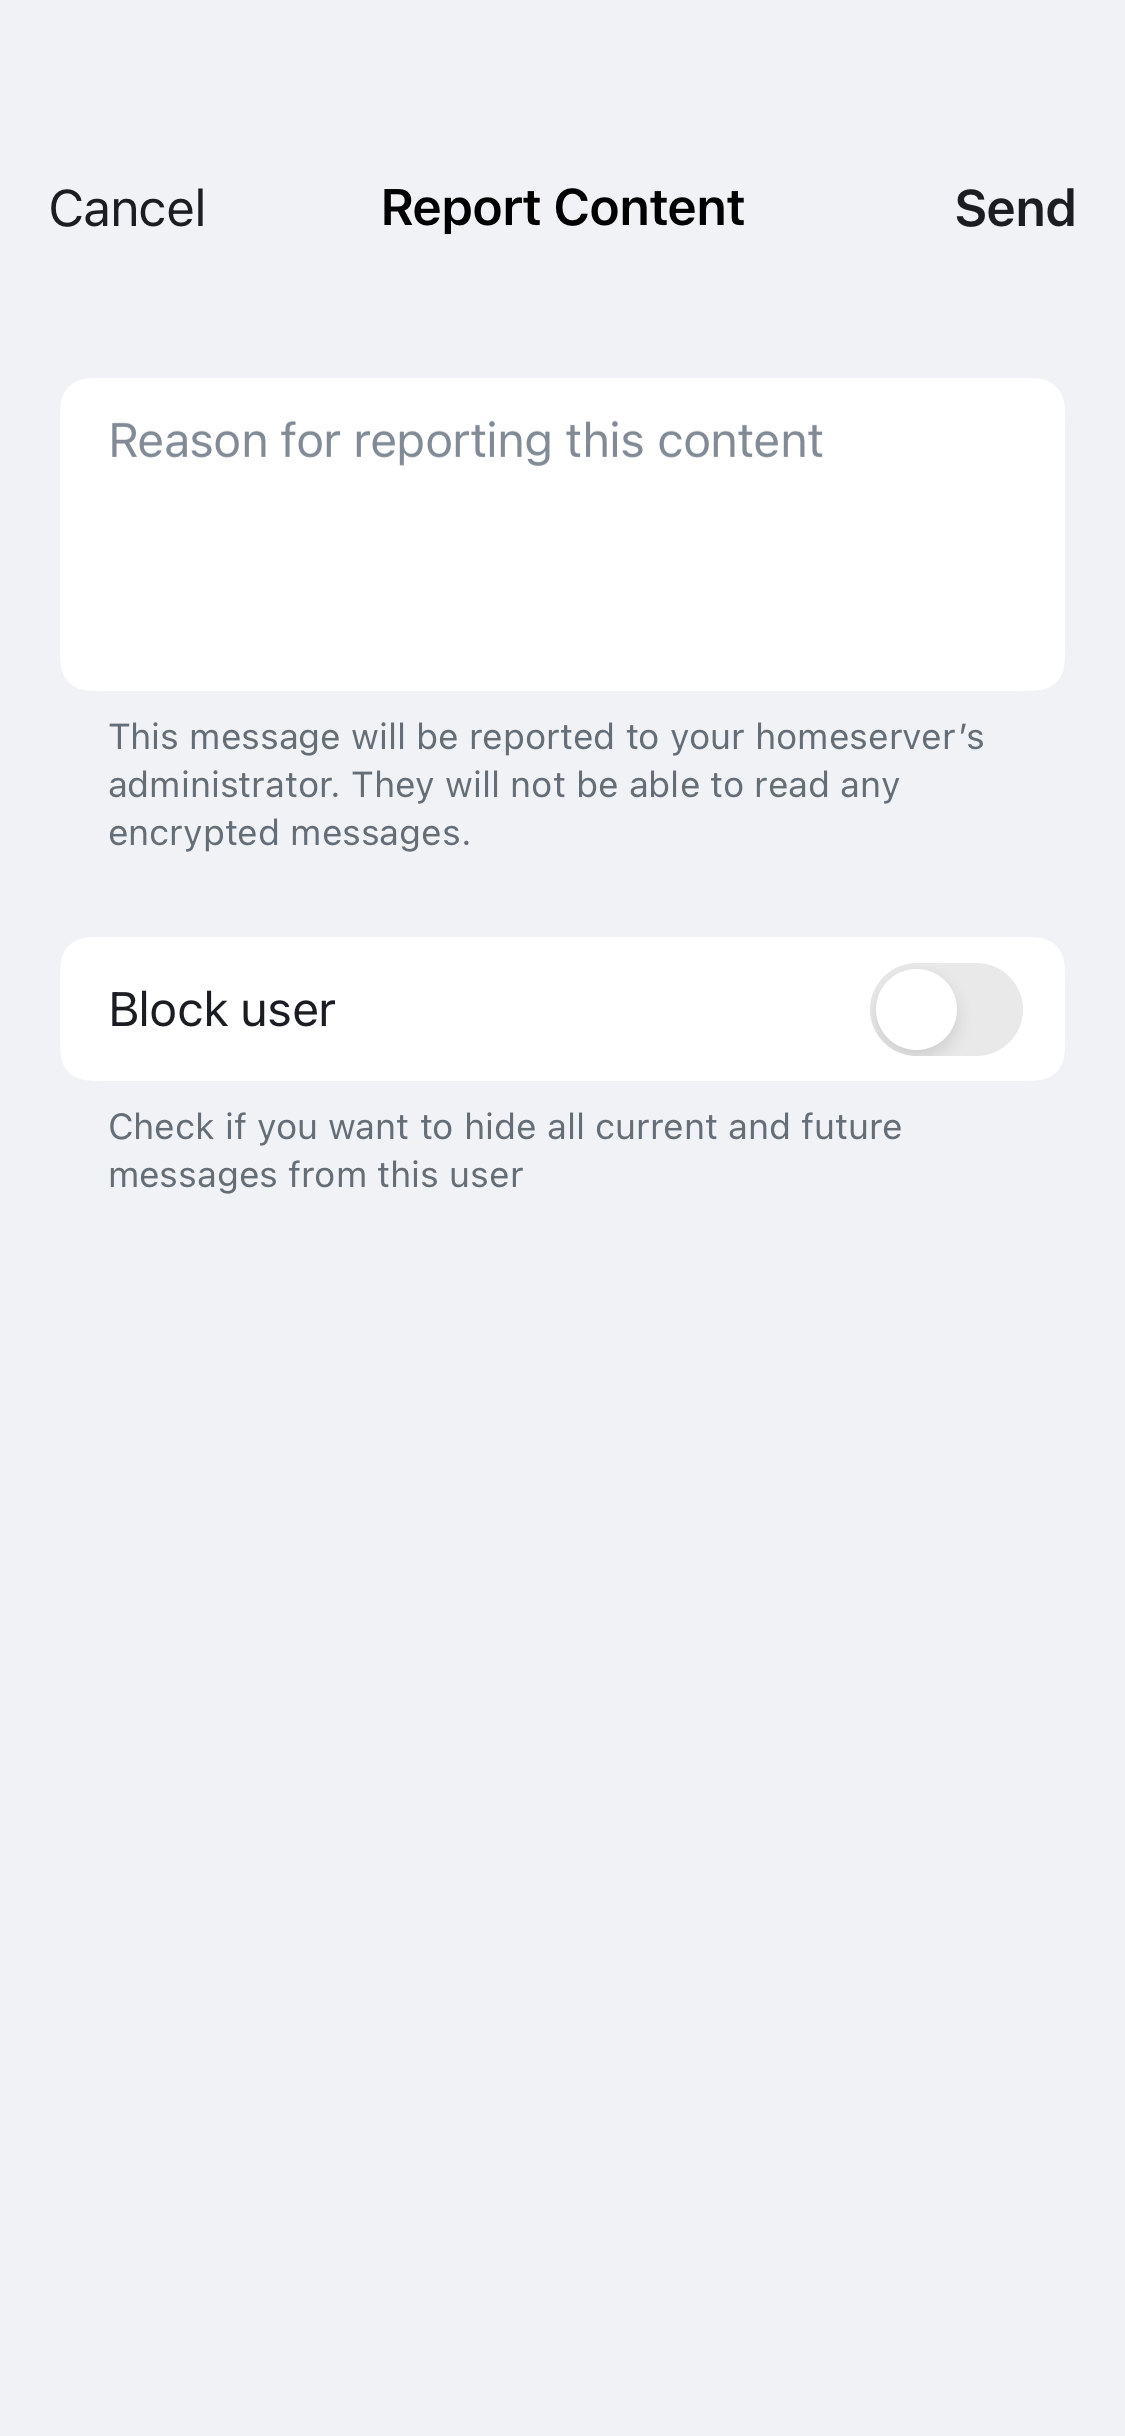 Cancel
Report Content
Send
Reason for reporting this content
This message will be reported to your homeserver’s
administrator. They will not be able to read any
encrypted messages.
Block user
Check if you want to hide all current and future
messages from this user